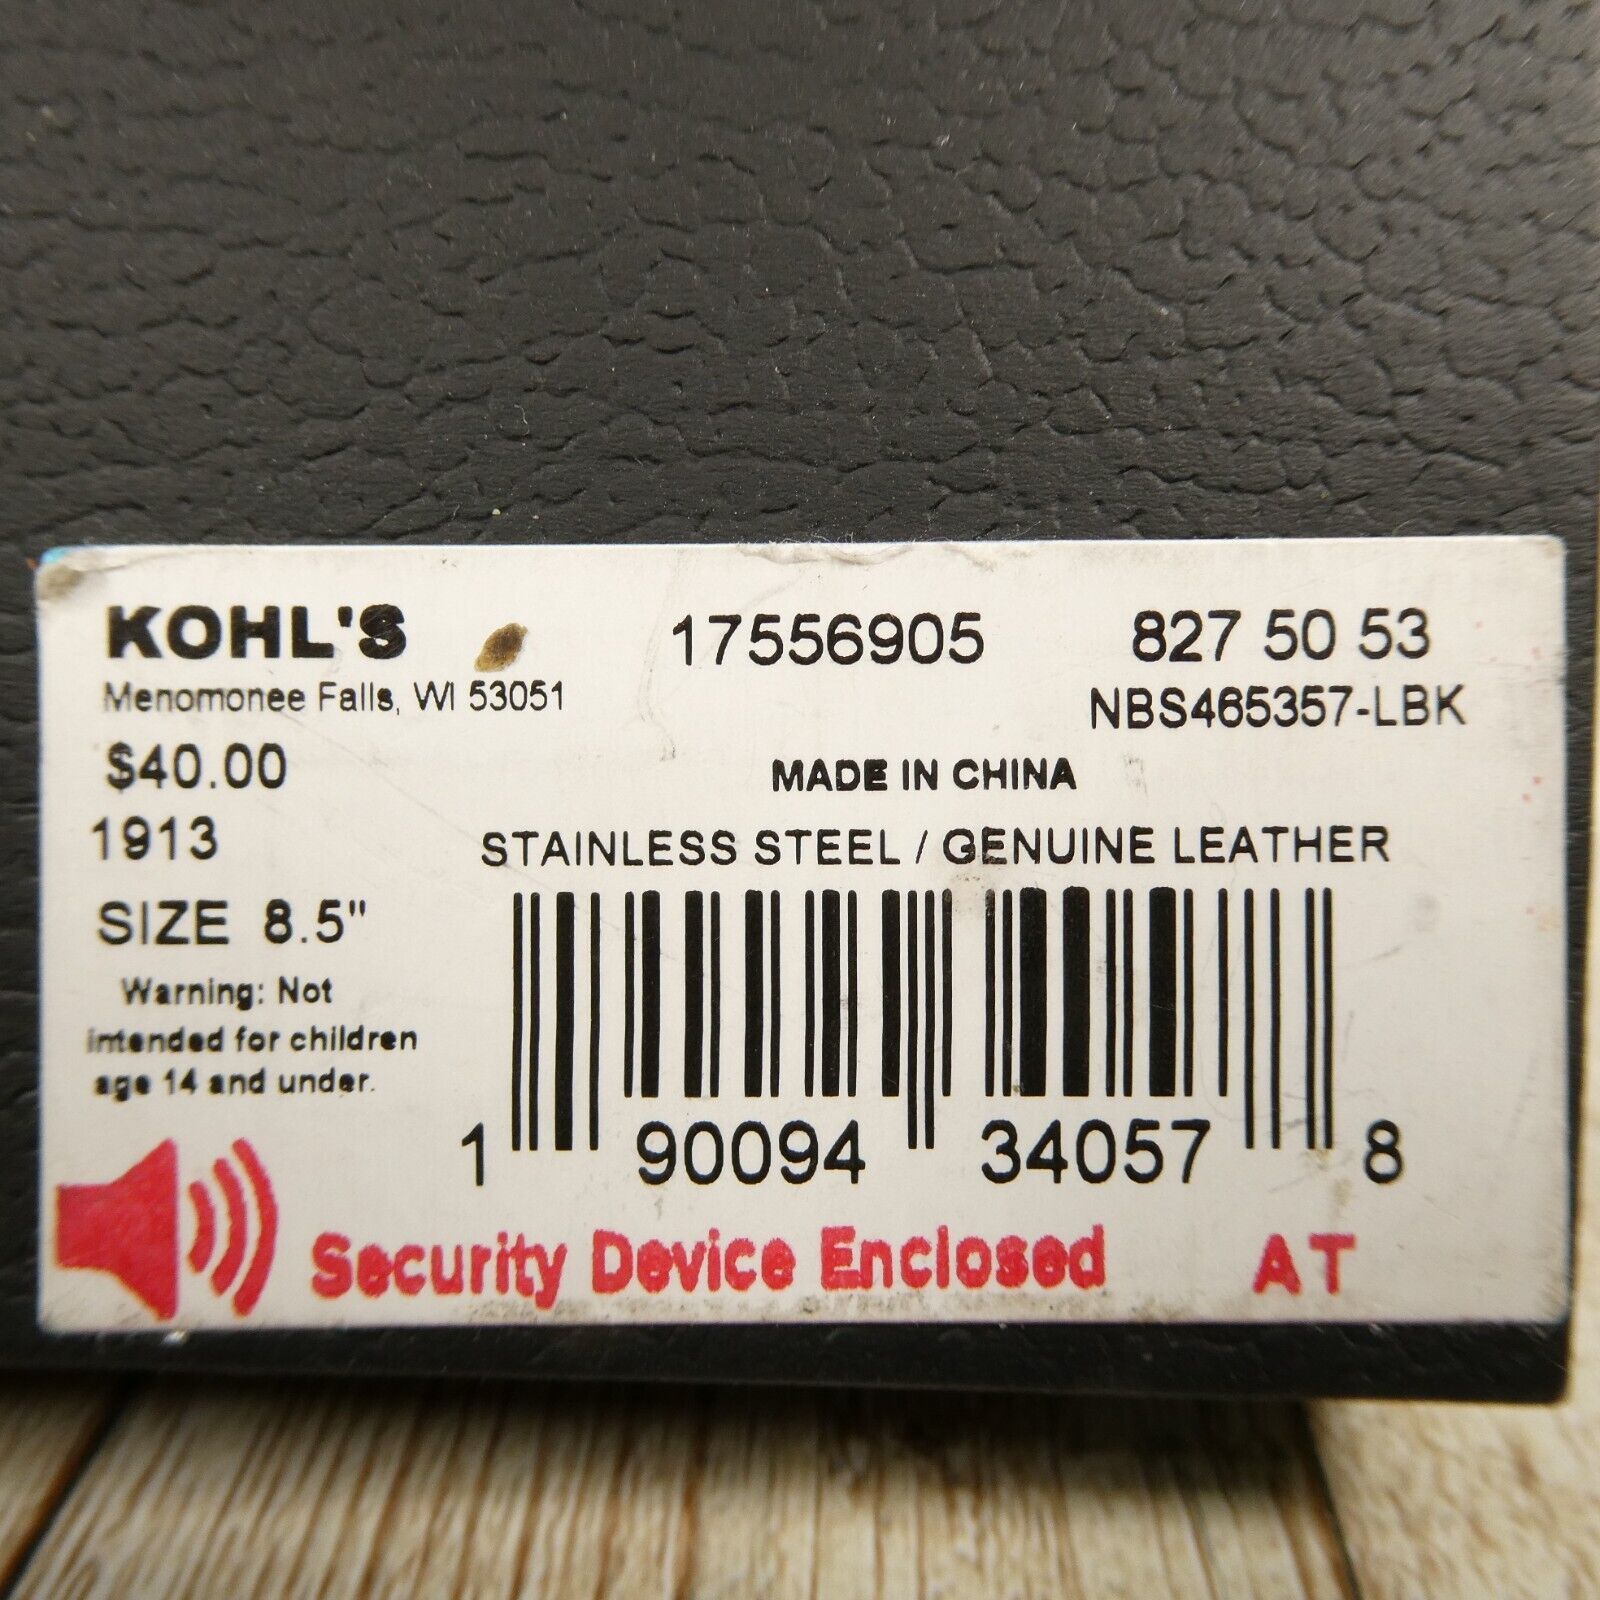 KOHL'S 17556905 827 50 53
Menomonee Falls, WI 53051 NBS465357-LBK
$40.00 MADE IN CHINA
1913 STAINLESS STEEL / GENUINE LEATHER
SIZE 8.5"
Warning: Not
intended for children
age 14 and under.
1 90094 34057 8
Security Device Enclosed AT